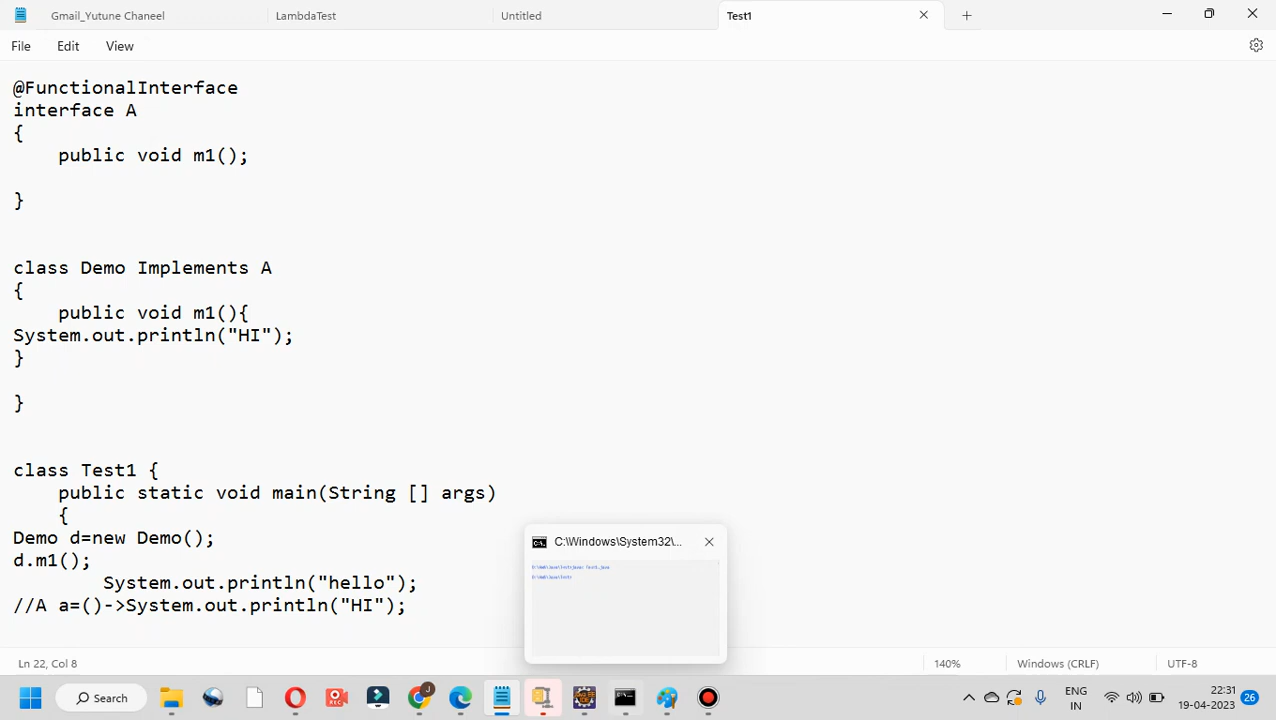 Gmail_Yutune Chaneel
LambdaTest
Untitled
Test1
File
Edit
View
@FunctionalInterface
interface A
{
public void m1();
}
class Demo Implements A
{
public void m1(){
System.out.println("HI");
}
}
class Test1 {
public static void main(String [] args)
{
Demo d=new Demo();
d.m1();
System.out.println("hello");
//A a=()->System.out.println("HI");
C:\Windows\System32\...
Ln 22, Col 8
140%
Windows (CRLF)
UTF-8
Search
REC
J
ENG
IN
22:31
19-04-2023
26